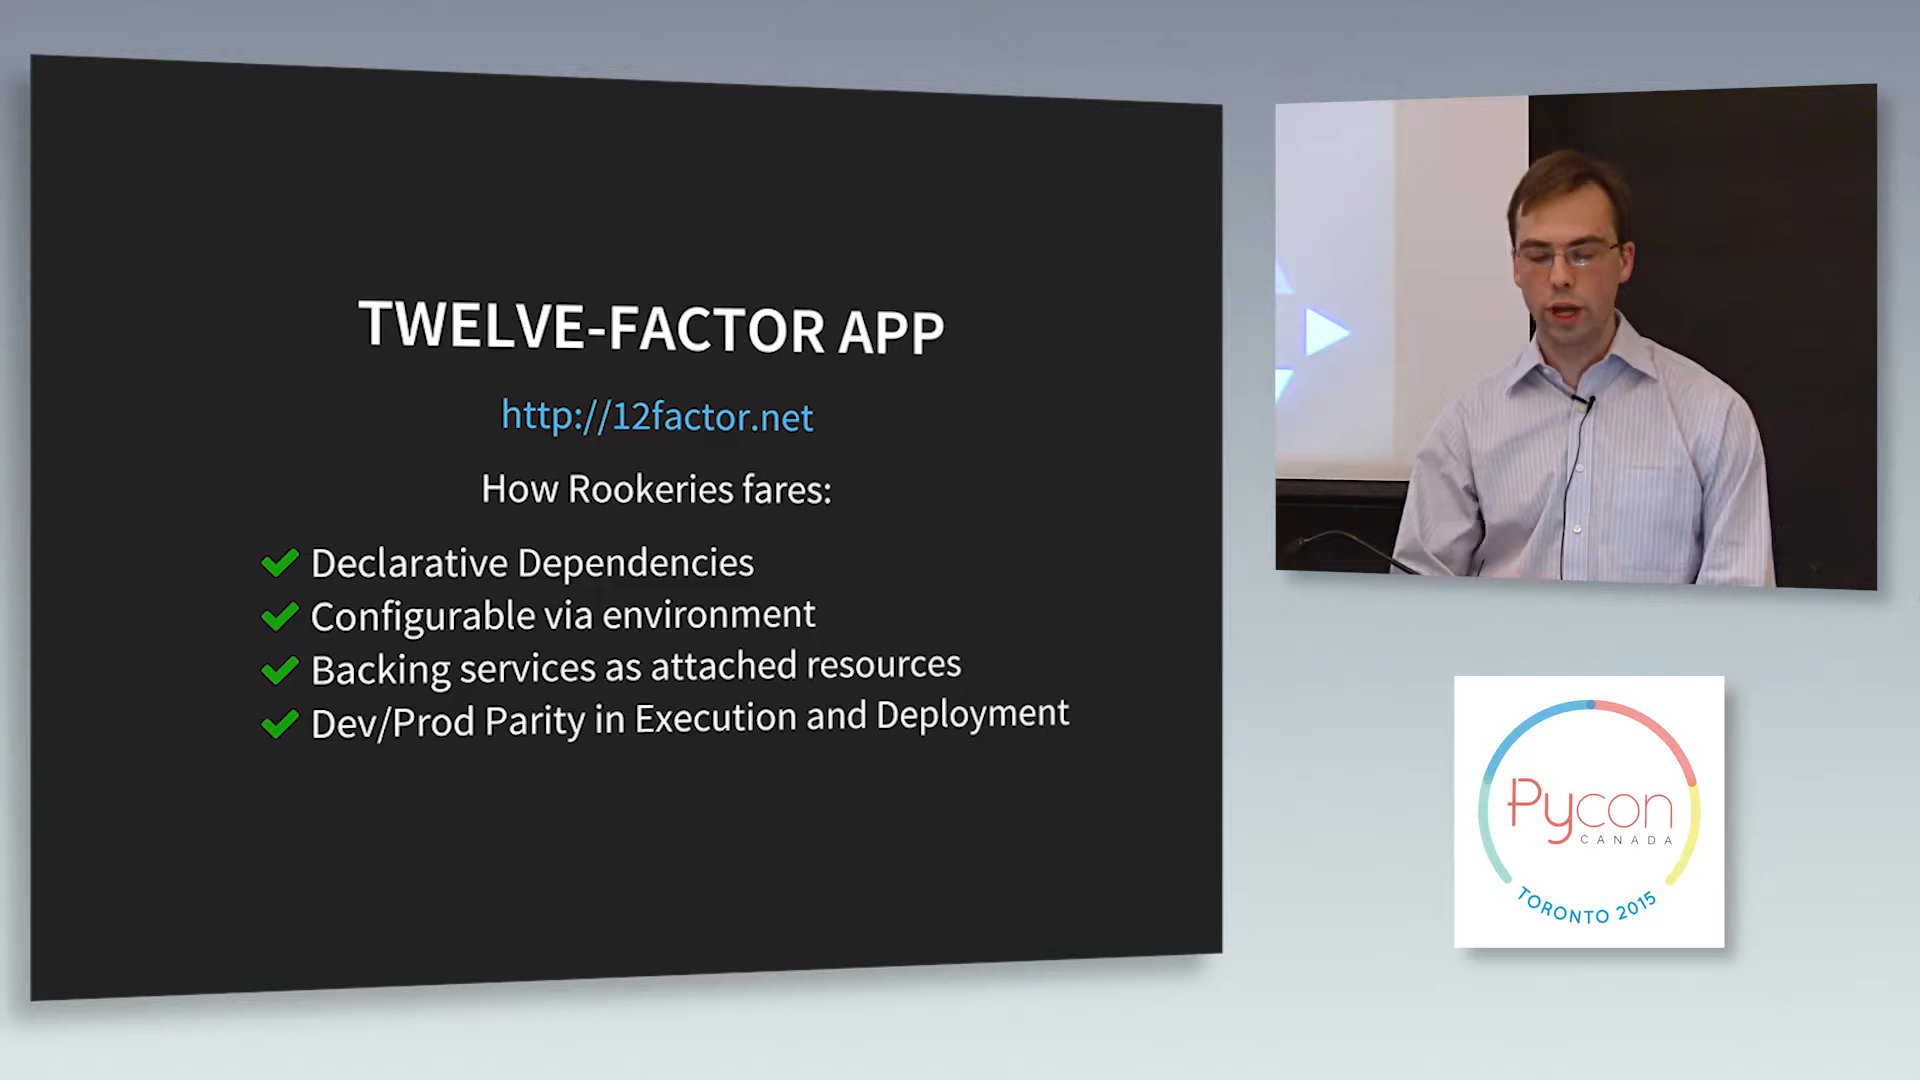 TWELVE-FACTOR APP
http://12factor.net
How Rookeries fares:
Declarative Dependencies
Configurable via environment
Backing services as attached resources
Dev/Prod Parity in Execution and Deployment
Pycon
CANADA
TORONTO 2015